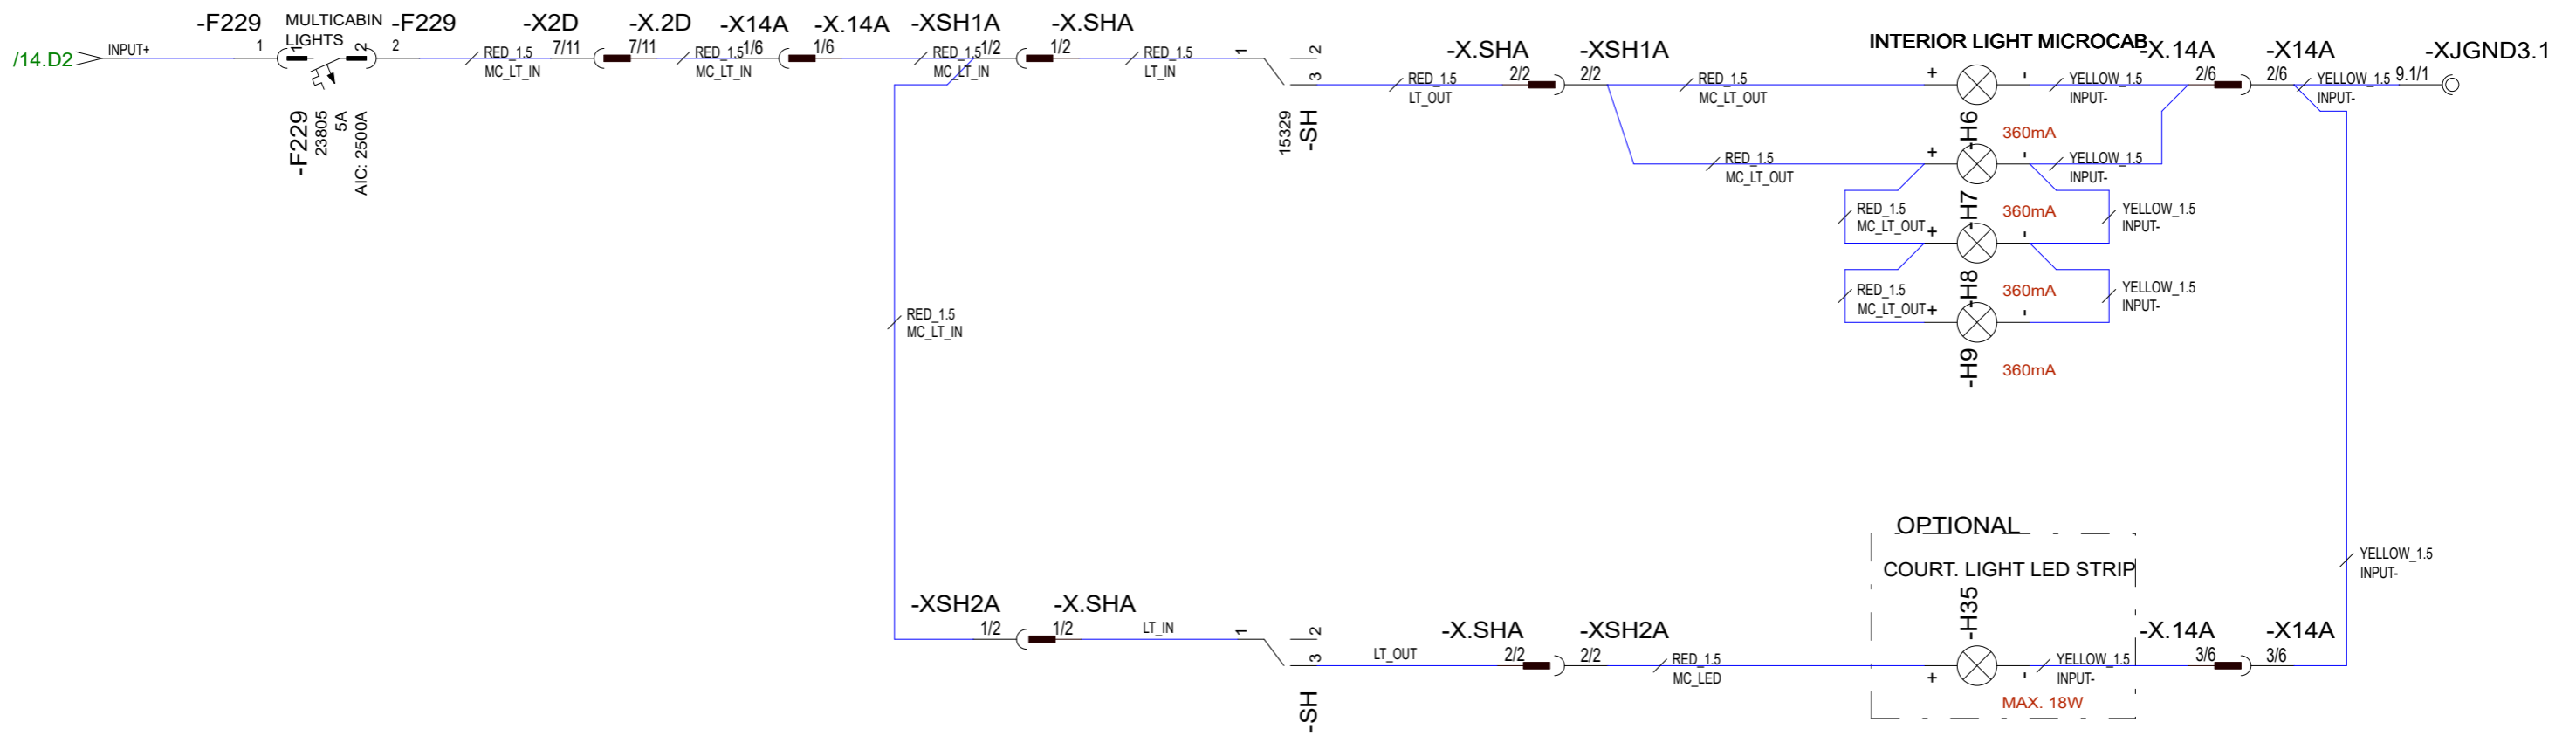 -F229
MULTICABIN
LIGHTS
-F229
-X2D
-X.2D
-X14A
-X.14A
-XSH1A
-X.SHA
/14.D2
INPUT+
1
1
2
2
RED_1.5
MC_LT_IN
7/11
7/11
RED_1.5
MC_LT_IN
1/6
1/6
RED_1.5
MC_LT_IN
1/2
1/2
RED_1.5
LT_IN
1
2
3
-F229
23805
5A
AIC: 2500A
15329
-SH
RED_1.5
LT_OUT
-X.SHA
2/2
-XSH1A
2/2
RED_1.5
MC_LT_OUT
INTERIOR LIGHT MICROCAB
+
-
-H6
360mA
YELLOW_1.5
INPUT-
-X.14A
2/6
-X14A
2/6
YELLOW_1.5
INPUT-
9.1/1
-XJGND3.1
RED_1.5
MC_LT_OUT
+
-
-H7
360mA
YELLOW_1.5
INPUT-
RED_1.5
MC_LT_OUT
+
-
-H8
360mA
YELLOW_1.5
INPUT-
RED_1.5
MC_LT_OUT
+
-
-H9
360mA
YELLOW_1.5
INPUT-
RED_1.5
MC_LT_IN
-XSH2A
1/2
-X.SHA
1/2
LT_IN
1
2
3
-SH
LT_OUT
-X.SHA
2/2
-XSH2A
2/2
RED_1.5
MC_LED
OPTIONAL
COURT. LIGHT LED STRIP
-H35
+
-
YELLOW_1.5
INPUT-
MAX. 18W
-X.14A
3/6
-X14A
3/6
YELLOW_1.5
INPUT-